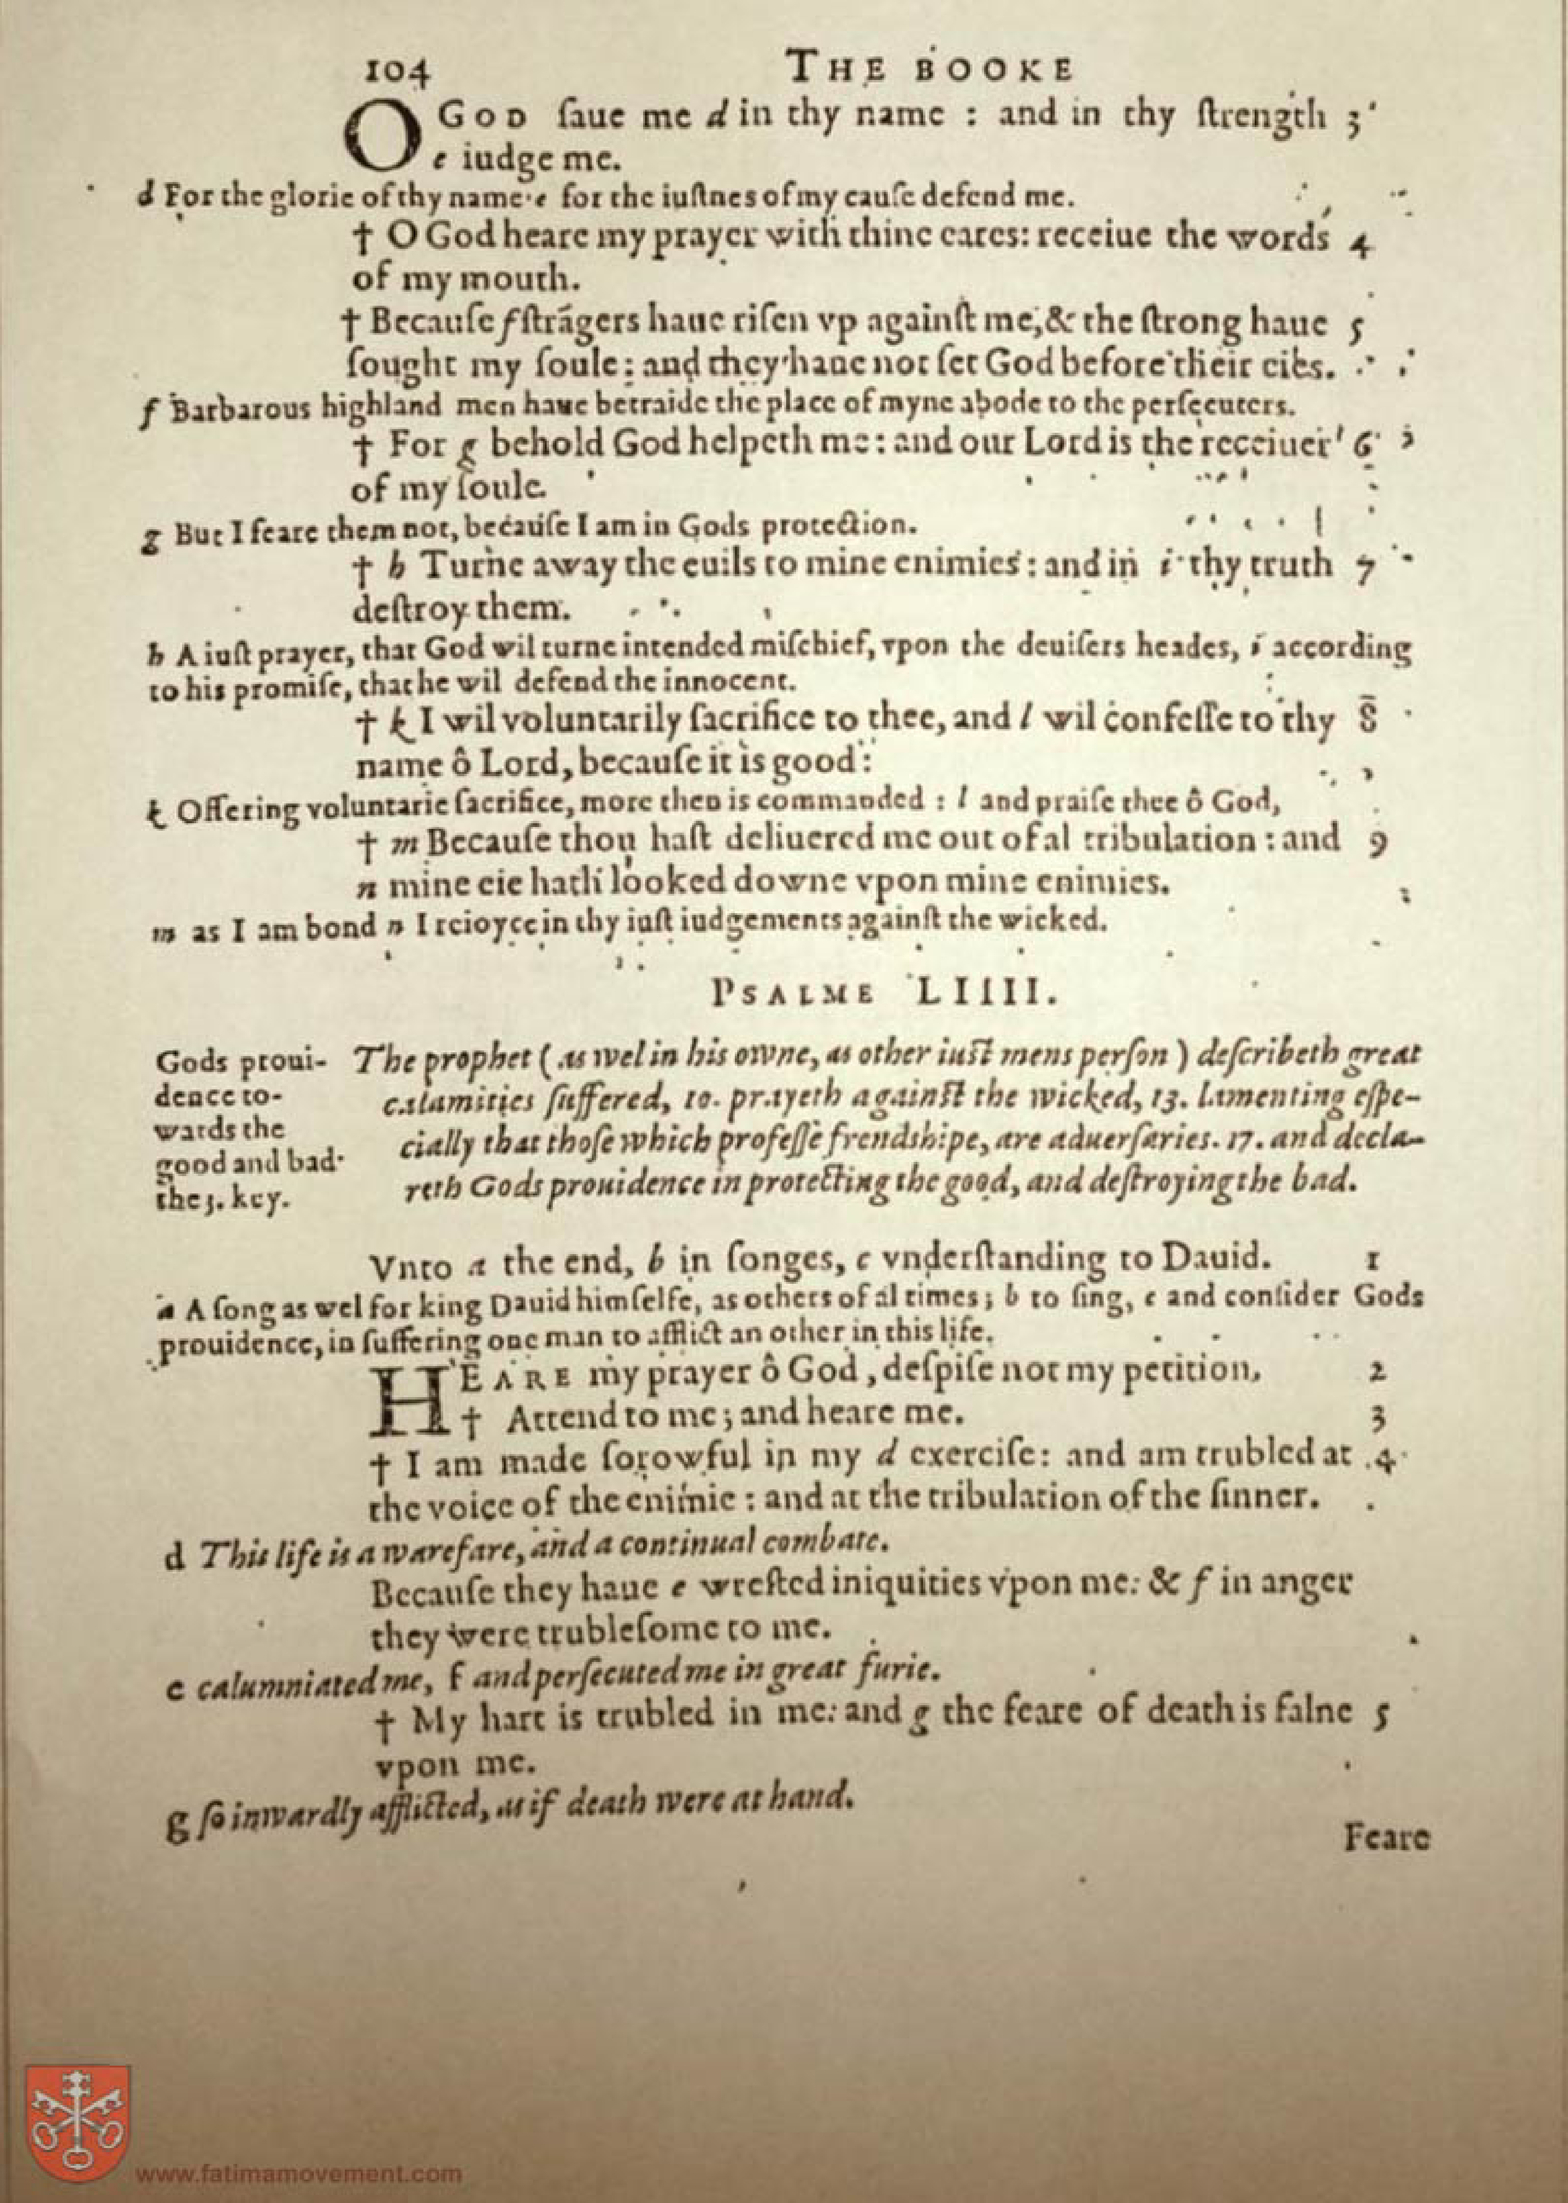 104 THE BOOKE
O GOD ſaue me d in thy name : and in thy ſtrength 3
e iudge me.
d For the glorie of thy name. e for the iuſtnes of my cauſe defend me.
† O God heare my prayer with thine eares: receiue the words 4
of my mouth.
† Becauſe f ſtrãgers haue riſen vp againſt me, & the ſtrong haue 5
ſought my ſoule: and they haue not ſet God before their eies.
f Barbarous highland men haue betraide the place of myne abode to the perſecuters.
† For g behold God helpeth me: and our Lord is the receiuer 6
of my ſoule.
g But I feare them not, becauſe I am in Gods protection.
† h Turne away the euils to mine enimies: and in i thy truth 7
deſtroy them.
h A iuſt prayer, that God wil turne intended miſchief, vpon the deuiſers heades, i according
to his promiſe, that he wil defend the innocent.
† k I wil voluntarily ſacrifice to thee, and l wil confeſſe to thy 8
name ô Lord, becauſe it is good:
k Offering voluntarie ſacrifice, more then is commanded : l and praiſe thee ô God,
† m Becauſe thou haſt deliuered me out of al tribulation : and 9
n mine eie hath looked downe vpon mine enimies.
m as I am bond n I reioyce in thy iuſt iudgements againſt the wicked.
PSALME LIIII.
Gods proui-
dence to-
wards the
good and bad
the 3. key.
The prophet (as wel in his owne, as other iuſt mens perſon) deſcribeth great
calamities ſuffered, 10. prayeth againſt the wicked, 13. lamenting eſpe-
cially that thoſe which profeſſe frendshipe, are aduerſaries. 17. and decla-
reth Gods prouidence in protecting the good, and deſtroying the bad.
Vnto a the end, b in ſonges, c vnderſtanding to Dauid. 1
a A ſong as wel for king Dauid himſelfe, as others of al times; b to ſing, c and conſider Gods
prouidence, in ſuffering one man to afflict an other in this life.
HEARE my prayer ô God, deſpiſe not my petition, 2
† Attend to me; and heare me. 3
† I am made ſorowful in my d exerciſe: and am trubled at 4
the voice of the enimie : and at the tribulation of the ſinner.
d This life is a warefare, and a continual combate.
Becauſe they haue e wreſted iniquities vpon me: & f in anger
they were trubleſome to me.
e calumniated me, f and perſecuted me in great furie.
† My hart is trubled in me: and g the feare of death is falne 5
vpon me.
g ſo inwardly afflicted, as if death were at hand.
Feare
www.fatimamovement.com